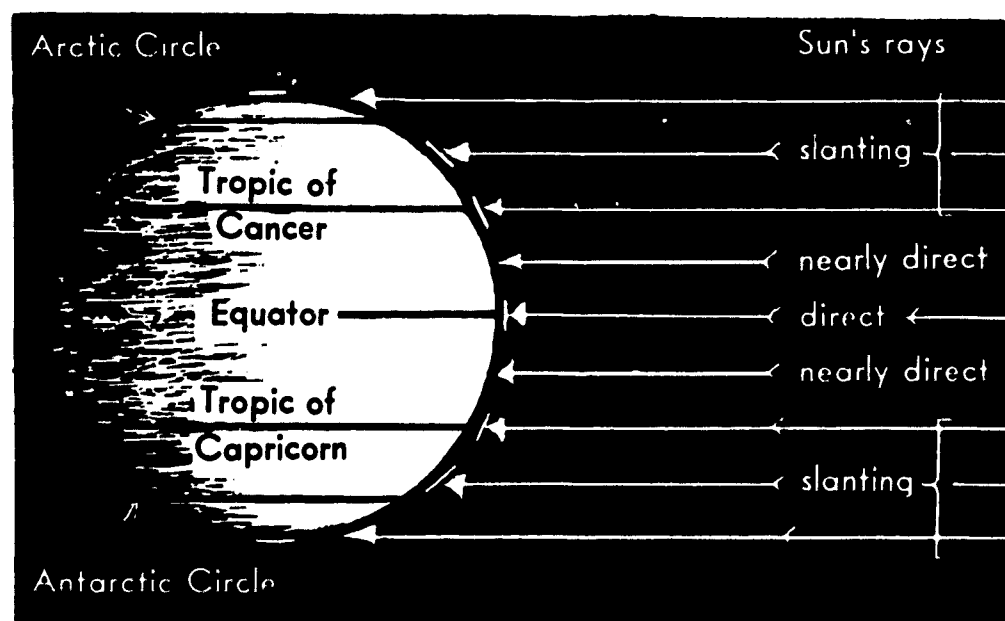 Arctic Circle
Sun's rays
slanting
Tropic of
Cancer
nearly direct
Equator
direct
nearly direct
Tropic of
Capricorn
slanting
Antarctic Circle